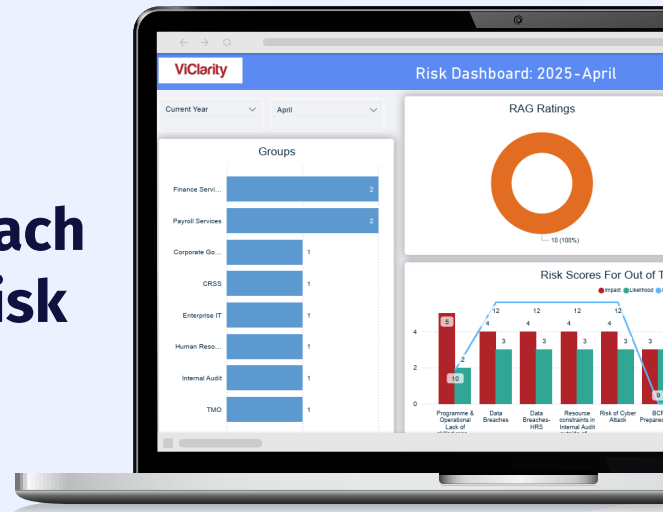 ach
isk
ViClarity
Risk Dashboard: 2025-April
Current Year
April
Groups
Finance Servi...
2
Payroll Services
2
Corporate Go...
1
CRSS
1
Enterprise IT
1
Human Reso...
1
Internal Audit
1
TMO
1
RAG Ratings
10 (100%)
Risk Scores For Out of T
Impact Likelihood
12 12 12 12
5 4 4 4 4
2 3 3 3 3 3
10 9
4
2
0
Programme &
Operational
Lack of
Data
Breaches
Data
Breaches-
HRS
Resource
constraints in
Internal Audit
Risk of Cyber
Attack
BCP
Prepared